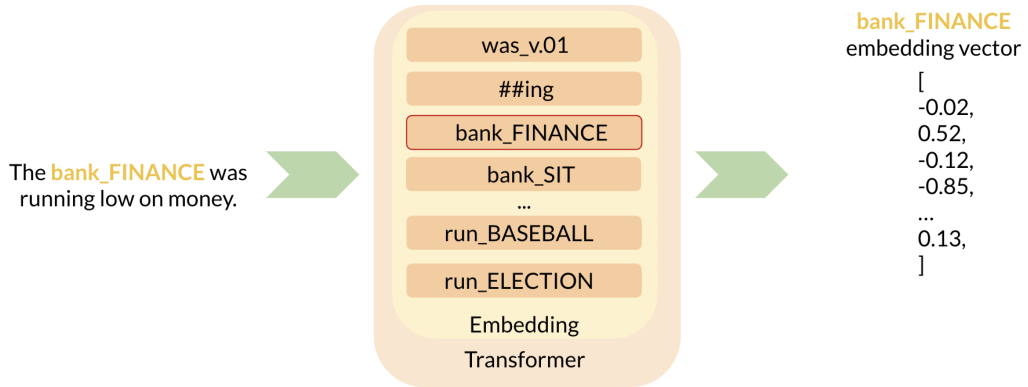 The bank_FINANCE was
running low on money.
was_v.01
##ing
bank_FINANCE
bank_SIT
...
run_BASEBALL
run_ELECTION
Embedding
Transformer
bank_FINANCE
embedding vector
[
-0.02,
0.52,
-0.12,
-0.85,
...
0.13,
]